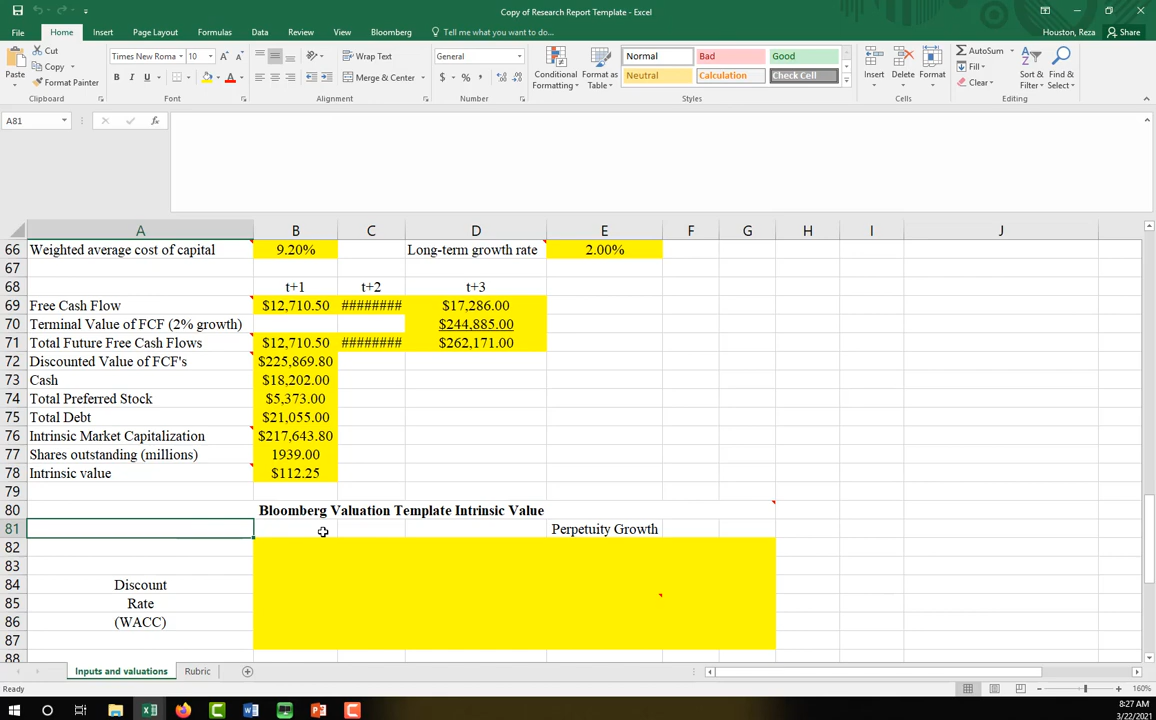 Copy of Research Report Template - Excel
File Home Insert Page Layout Formulas Data Review View Bloomberg Tell me what you want to do... Houston, Reza Share
Cut
Copy
Format Painter
Paste
Clipboard
Times New Roma 10 A A
B I U A
Font
Wrap Text
Merge & Center
Alignment
General
$ % ,
Number
Conditional Formatting
Format as Table
Normal Bad Good
Neutral Calculation Check Cell
Styles
Insert Delete Format
Cells
AutoSum
Fill
Clear
Sort & Filter
Find & Select
Editing
A81 fx
A B C D E F G H I J
66 Weighted average cost of capital 9.20% Long-term growth rate 2.00%
67
68 t+1 t+2 t+3
69 Free Cash Flow $12,710.50 ######## $17,286.00
70 Terminal Value of FCF (2% growth) $244,885.00
71 Total Future Free Cash Flows $12,710.50 ######## $262,171.00
72 Discounted Value of FCF's $225,869.80
73 Cash $18,202.00
74 Total Preferred Stock $5,373.00
75 Total Debt $21,055.00
76 Intrinsic Market Capitalization $217,643.80
77 Shares outstanding (millions) 1939.00
78 Intrinsic value $112.25
79
80 Bloomberg Valuation Template Intrinsic Value
81 Perpetuity Growth
82
83
84 Discount
85 Rate
86 (WACC)
87
88
Inputs and valuations Rubric
Ready 160%
8:27 AM
3/22/2021